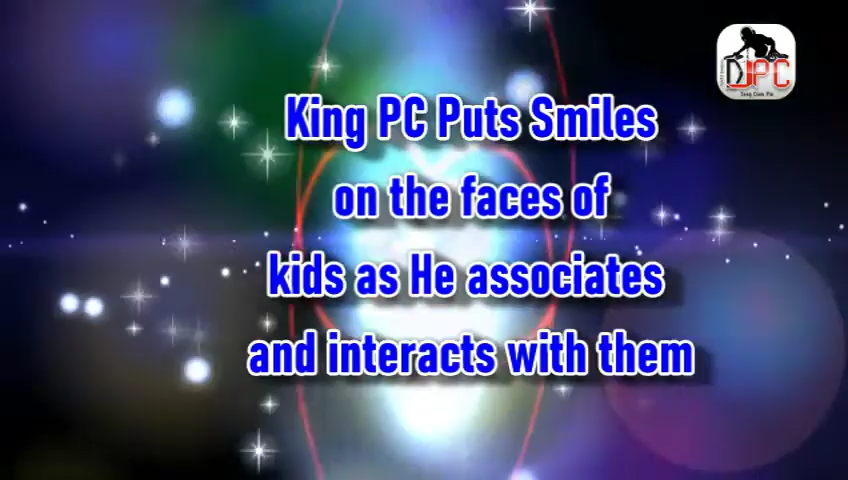 King PC Puts Smiles
on the faces of
kids as He associates
and interacts with them
DJPC